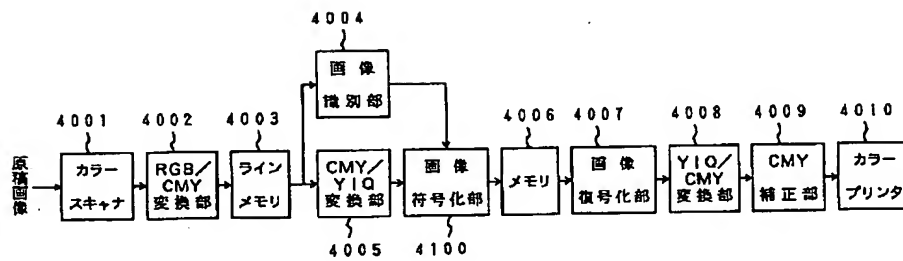 4004
画像
識別部
4001
4002
4003
4006
4007
4008
4009
4010
原稿画像
カラー
スキャナ
RGB/
CMY
変換部
ライン
メモリ
CMY/
YIQ
変換部
画像
符号化部
メモリ
画像
復号化部
YIQ/
CMY
変換部
CMY
補正部
カラー
プリンタ
4005
4100